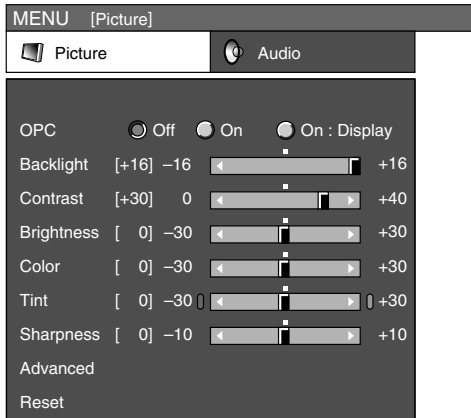 MENU [Picture]
Picture Audio
OPC Off On On : Display
Backlight [+16] –16 +16
Contrast [+30] 0 +40
Brightness [ 0] –30 +30
Color [ 0] –30 +30
Tint [ 0] –30 +30
Sharpness [ 0] –10 +10
Advanced
Reset